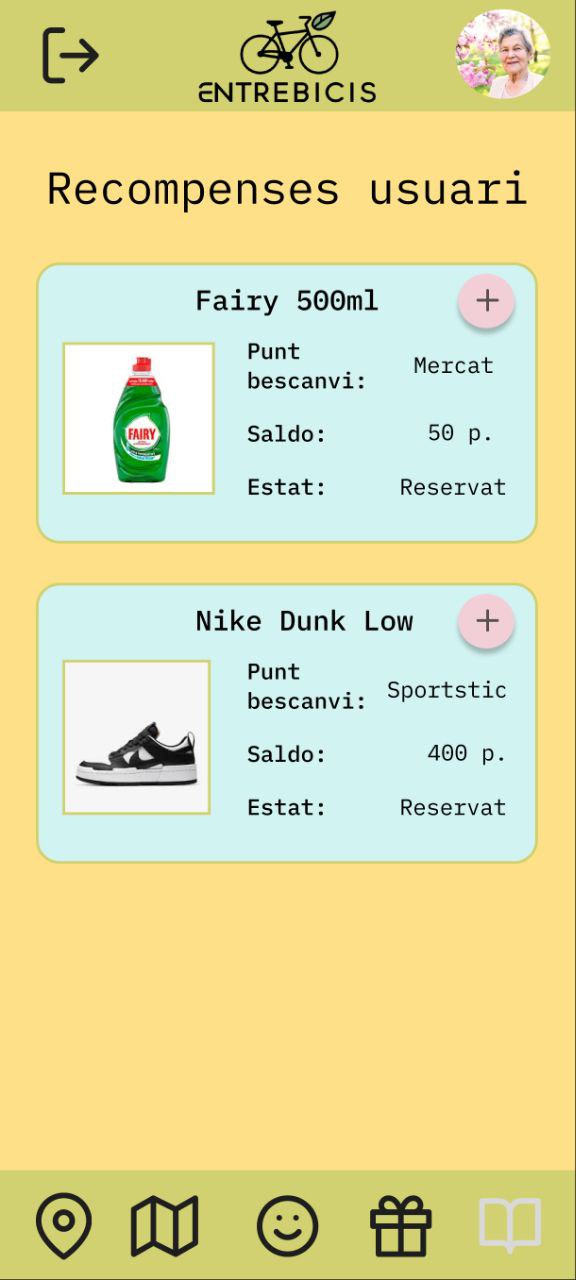 ENTREBICIS
Recompenses usuari
Fairy 500ml
Punt
bescanvi:
Mercat
FAIRY
Saldo:
50 p.
Estat:
Reservat
Nike Dunk Low
Punt
bescanvi:
Sportstic
Saldo:
400 p.
Estat:
Reservat